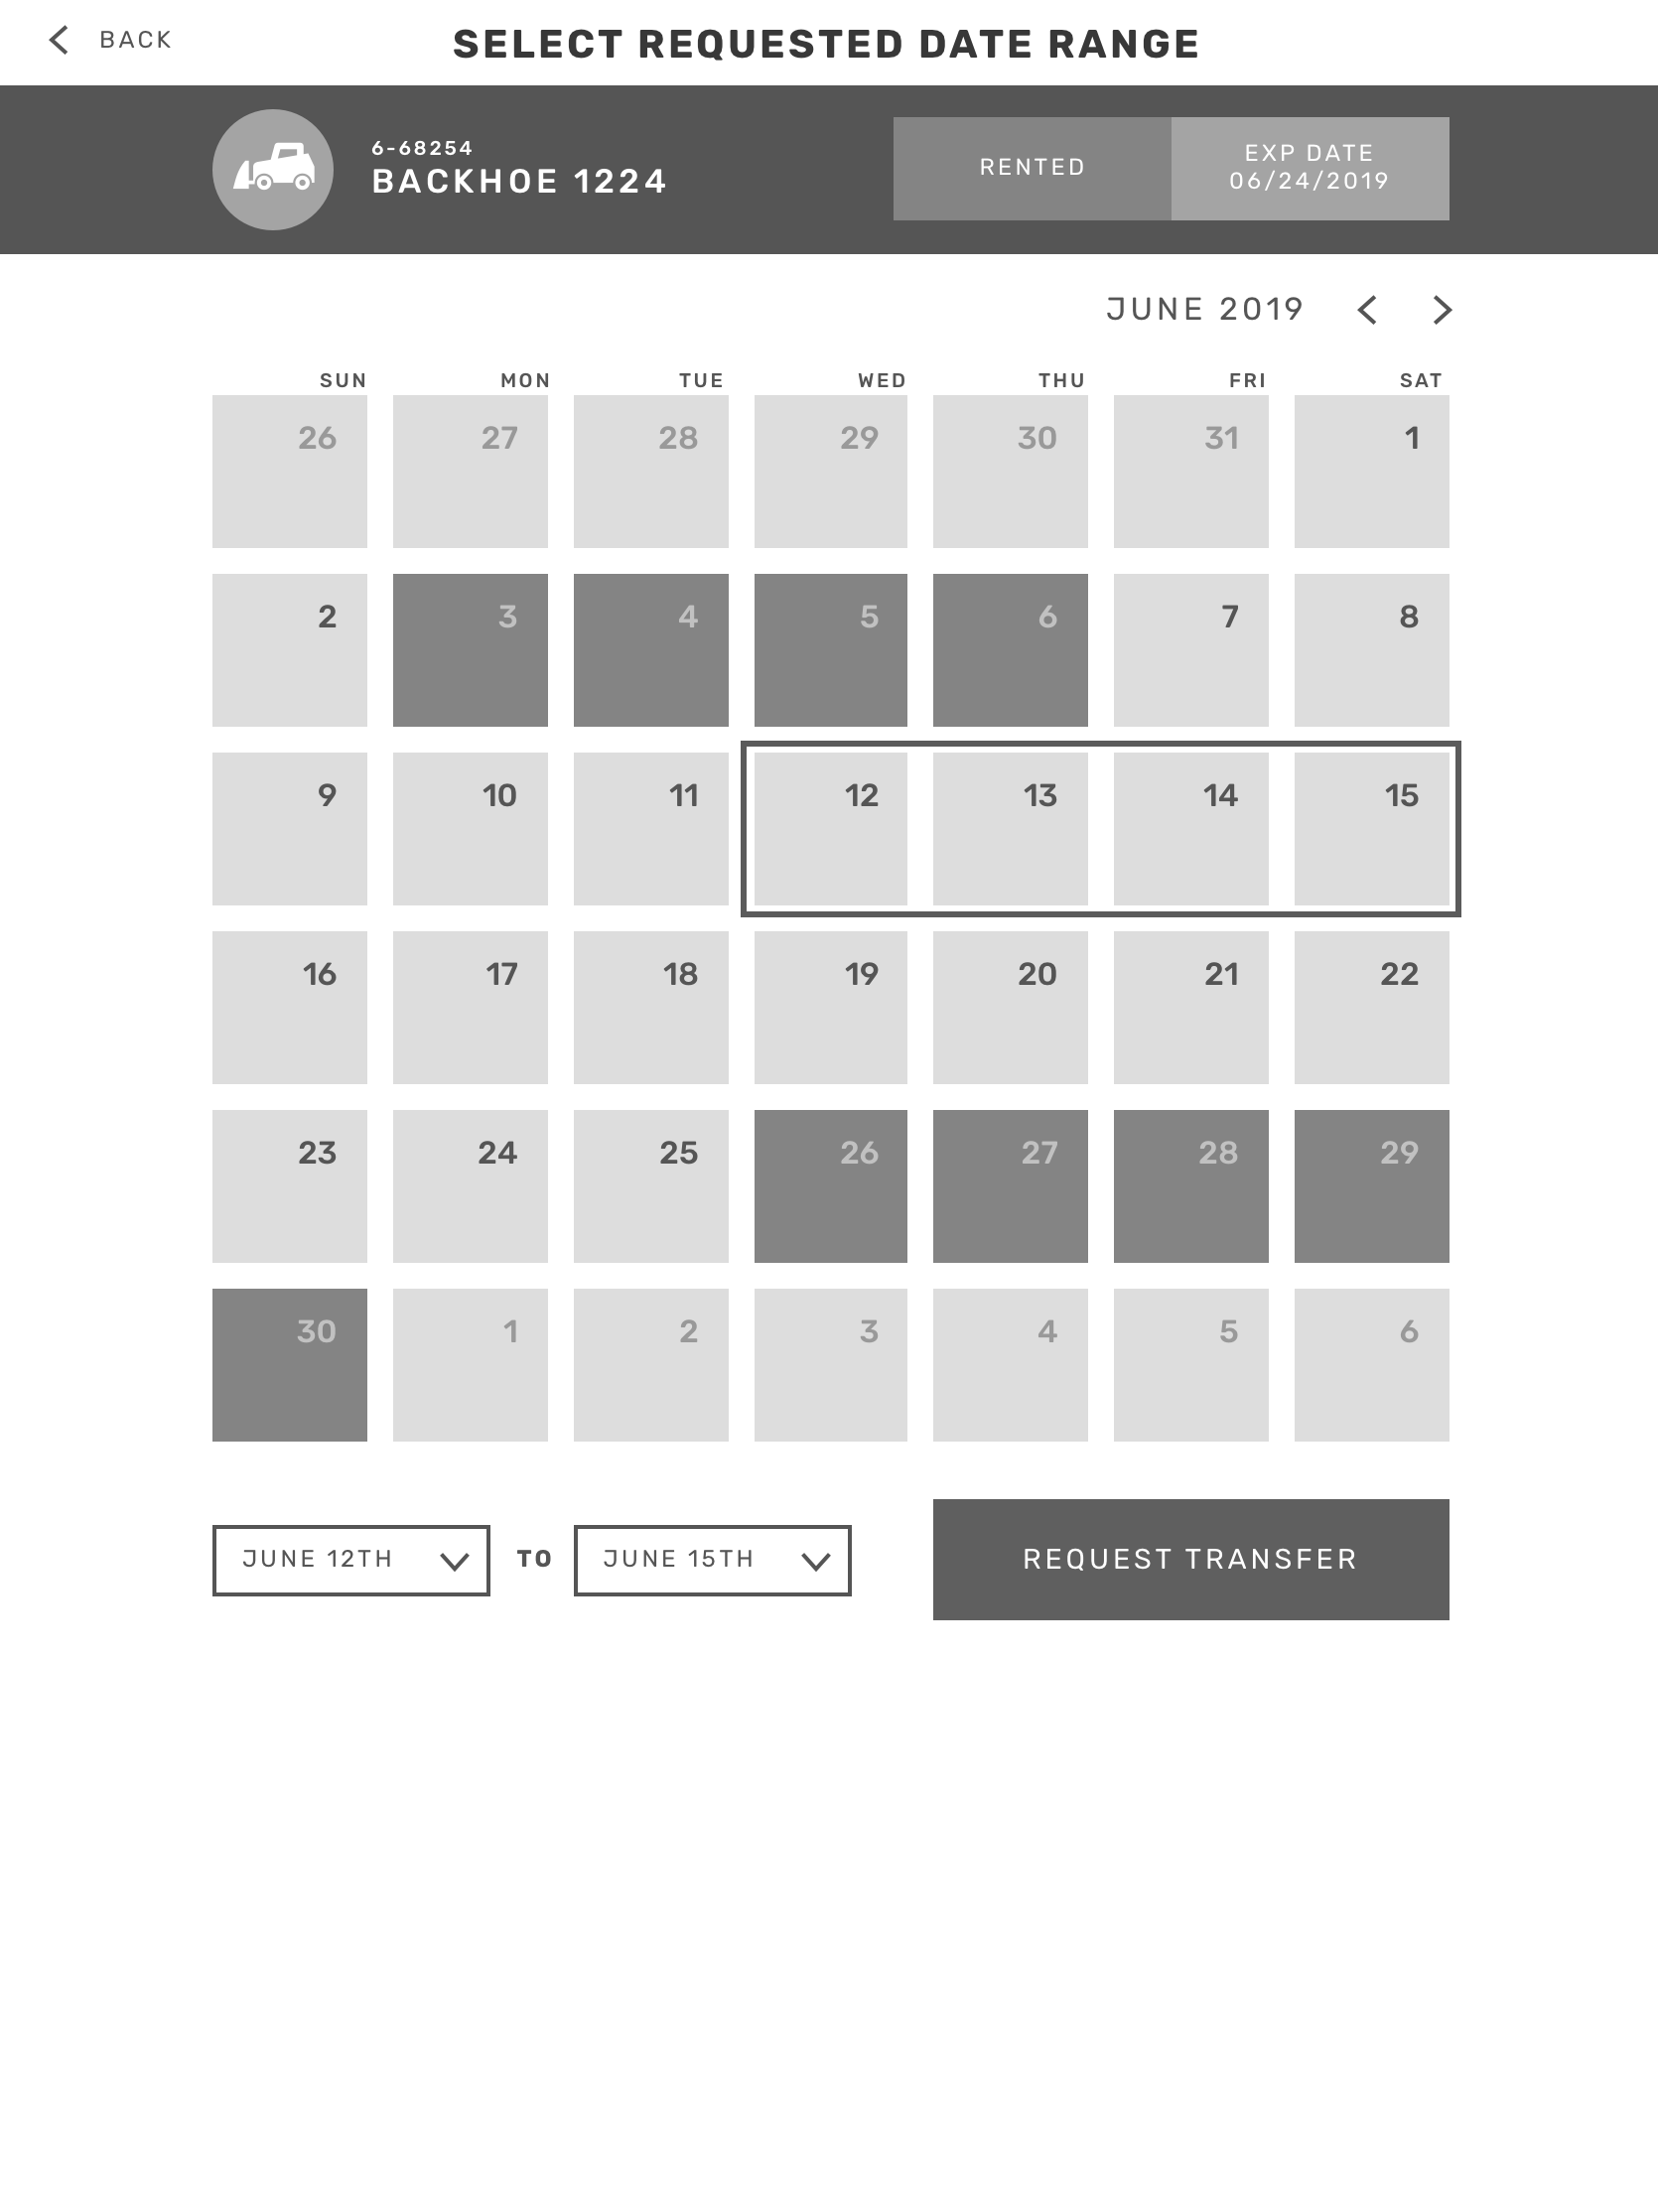 BACK
SELECT REQUESTED DATE RANGE
6-68254
BACKHOE 1224
RENTED
EXP DATE
06/24/2019
JUNE 2019
SUN MON TUE WED THU FRI SAT
26 27 28 29 30 31 1
2 3 4 5 6 7 8
9 10 11 12 13 14 15
16 17 18 19 20 21 22
23 24 25 26 27 28 29
30 1 2 3 4 5 6
JUNE 12TH TO JUNE 15TH
REQUEST TRANSFER